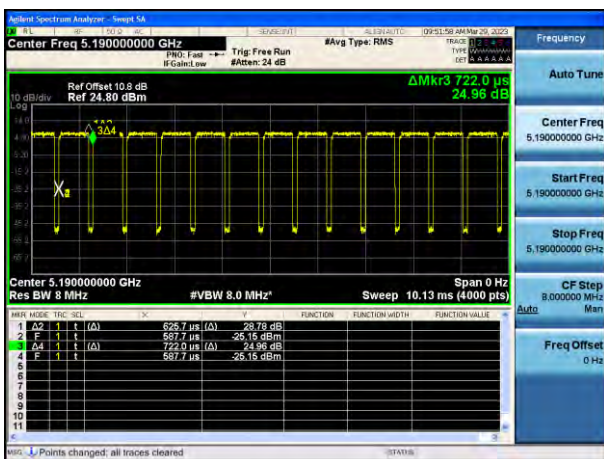 Agilent Spectrum Analyzer - Swept SA
RL RF 50 Ω AC SENSE:INT ALIGN AUTO 09:51:58 AM Mar 29, 2023
Center Freq 5.190000000 GHz
PNO: Fast
IFGain:Low
Trig: Free Run
#Atten: 24 dB
#Avg Type: RMS
TRACE
TYPE
DET A A A A A A
Frequency
Auto Tune
Center Freq
5.190000000 GHz
Start Freq
5.190000000 GHz
Stop Freq
5.190000000 GHz
CF Step
8.000000 MHz
Auto Man
Freq Offset
0 Hz
10 dB/div
Log
Ref Offset 10.8 dB
Ref 24.80 dBm
ΔMkr3 722.0 µs
24.96 dB
3Δ4
Center 5.190000000 GHz
Res BW 8 MHz
#VBW 8.0 MHz*
Span 0 Hz
Sweep 10.13 ms (4000 pts)
MKR MODE TRC SCL X Y FUNCTION FUNCTION WIDTH FUNCTION VALUE
1 Δ2 1 t (Δ) 625.7 µs (Δ) 28.78 dB
2 F 1 t 587.7 µs -25.15 dBm
3 Δ4 1 t (Δ) 722.0 µs (Δ) 24.96 dB
4 F 1 t 587.7 µs -25.15 dBm
5
6
7
8
9
10
11
MSG Points changed; all traces cleared
STATUS